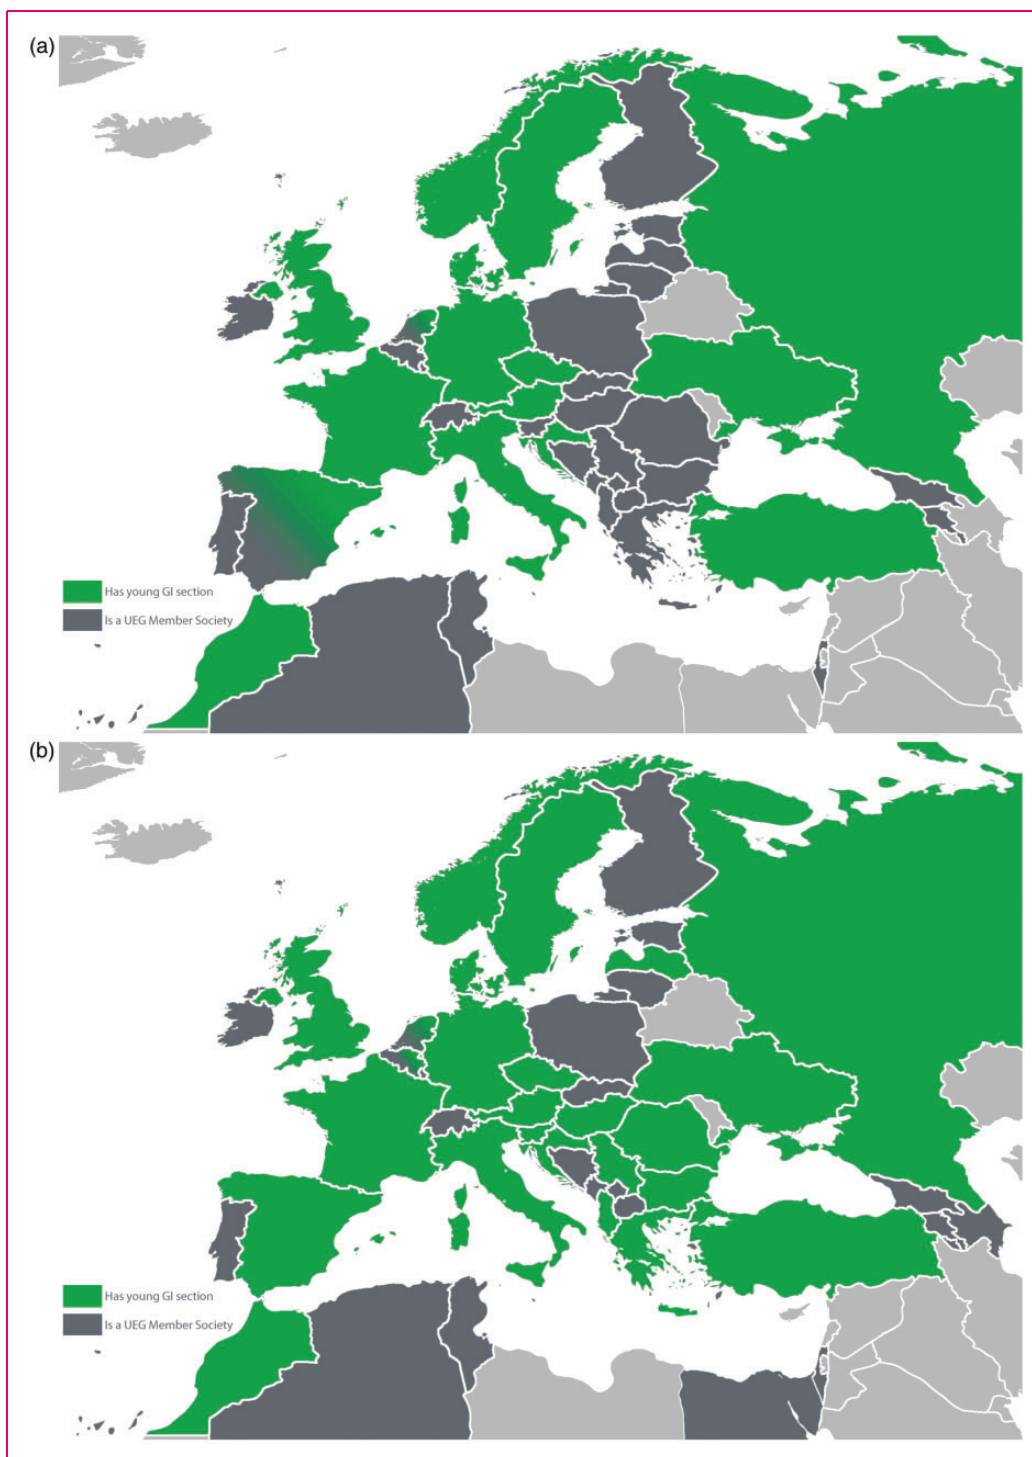 (a)
Has young GI section
Is a UEG Member Society
(b)
Has young GI section
Is a UEG Member Society